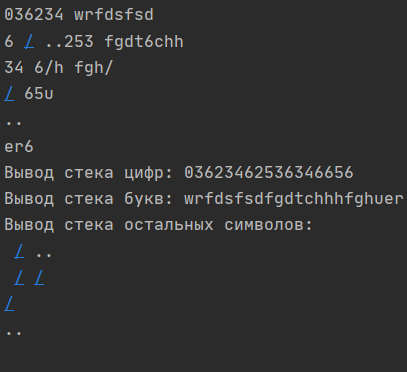 036234 wrfdsfsd
6 / ..253 fgdt6chh
34 6/h fgh/
/ 65u
..
er6
Вывод стека цифр: 03623462536346656
Вывод стека букв: wrfdsfsdfgdtchhhfghuer
Вывод стека остальных символов:
/ ..
/ /
/
..